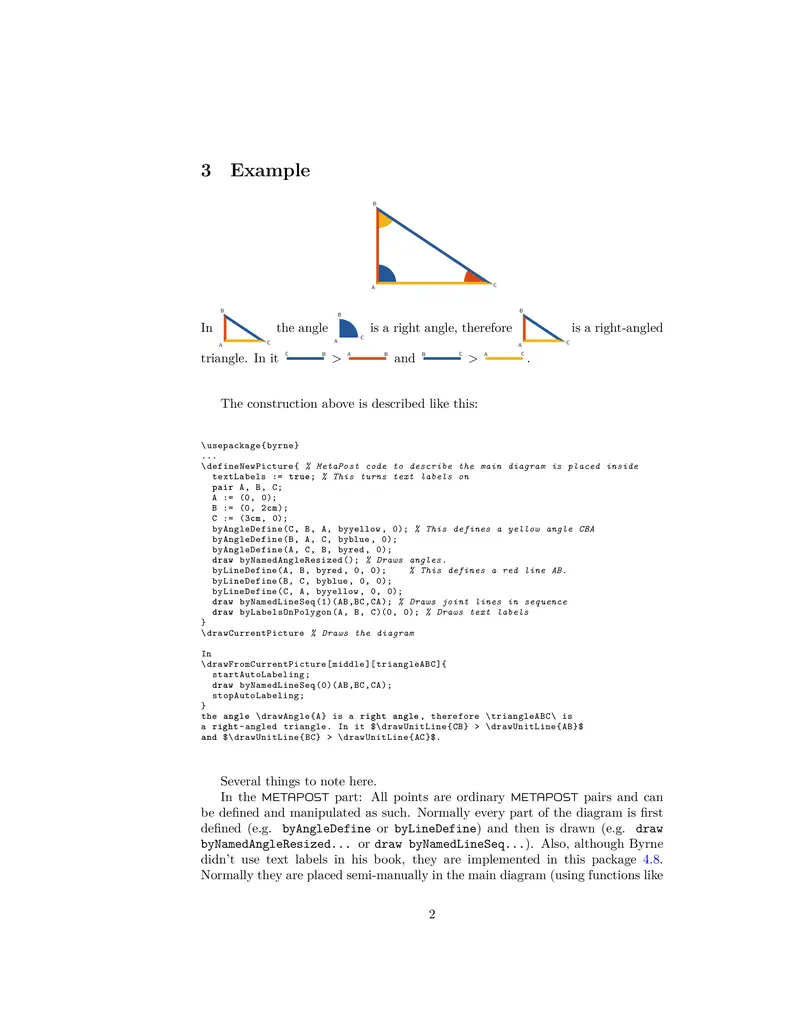 3 Example
B
A
C
In B A C the angle B A C is a right angle, therefore B A C is a right-angled
triangle. In it C B > A B and B C > A C .
The construction above is described like this:
\usepackage{byrne}
...
\defineNewPicture{ % MetaPost code to describe the main diagram is placed inside
textLabels := true; % This turns text labels on
pair A, B, C;
A := (0, 0);
B := (0, 2cm);
C := (3cm, 0);
byAngleDefine(C, B, A, byyellow, 0); % This defines a yellow angle CBA
byAngleDefine(B, A, C, byblue, 0);
byAngleDefine(A, C, B, byred, 0);
draw byNamedAngleResized(); % Draws angles.
byLineDefine(A, B, byred, 0, 0); % This defines a red line AB.
byLineDefine(B, C, byblue, 0, 0);
byLineDefine(C, A, byyellow, 0, 0);
draw byNamedLineSeq(1)(AB,BC,CA); % Draws joint lines in sequence
draw byLabelsOnPolygon(A, B, C)(0, 0); % Draws text labels
}
\drawCurrentPicture % Draws the diagram
In
\drawFromCurrentPicture[middle][triangleABC]{
startAutoLabeling;
draw byNamedLineSeq(0)(AB,BC,CA);
stopAutoLabeling;
}
the angle \drawAngle{A} is a right angle, therefore \triangleABC\ is
a right-angled triangle. In it $\drawUnitLine{CB} > \drawUnitLine{AB}$
and $\drawUnitLine{BC} > \drawUnitLine{AC}$.
Several things to note here.
In the METAPOST part: All points are ordinary METAPOST pairs and can
be defined and manipulated as such. Normally every part of the diagram is first
defined (e.g. byAngleDefine or byLineDefine) and then is drawn (e.g. draw
byNamedAngleResized... or draw byNamedLineSeq...). Also, although Byrne
didn't use text labels in his book, they are implemented in this package 4.8.
Normally they are placed semi-manually in the main diagram (using functions like
2